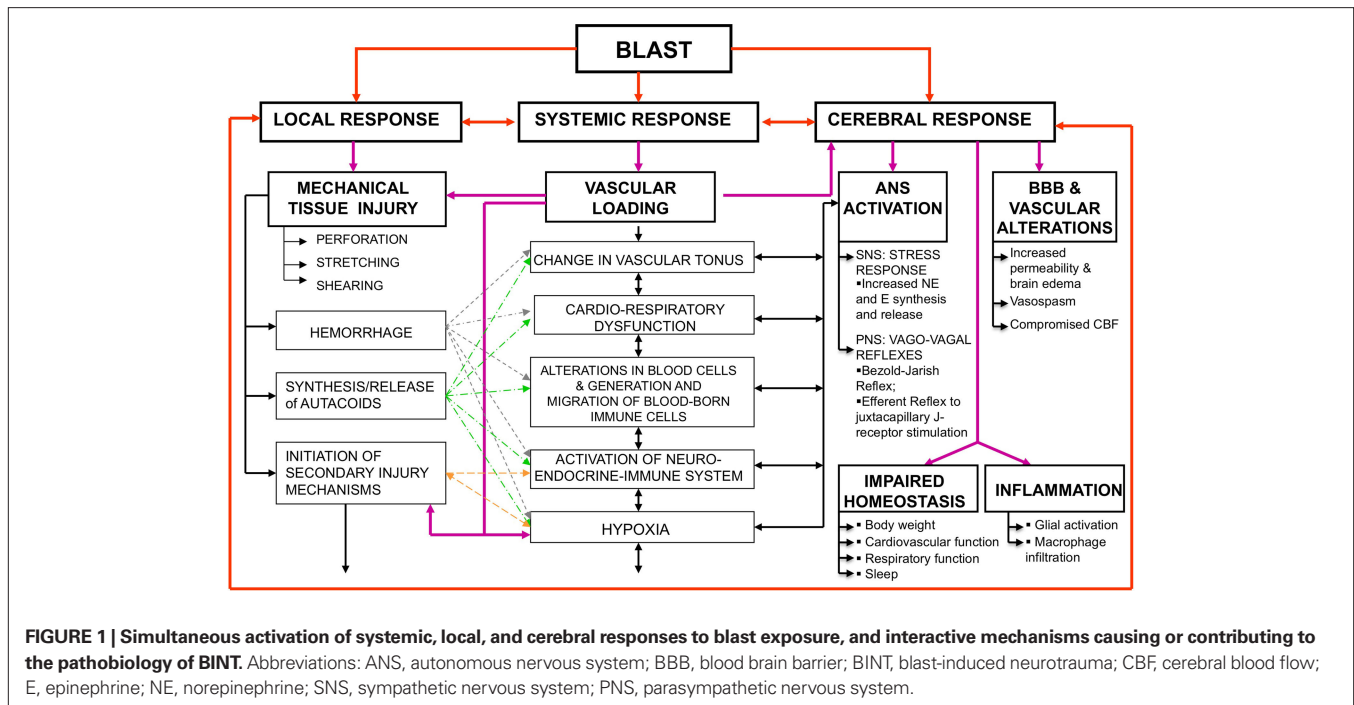 BLAST
LOCAL RESPONSE
SYSTEMIC RESPONSE
CEREBRAL RESPONSE
MECHANICAL
TISSUE INJURY
PERFORATION
STRETCHING
SHEARING
HEMORRHAGE
SYNTHESIS/RELEASE
of AUTACOIDS
INITIATION OF
SECONDARY INJURY
MECHANISMS
VASCULAR
LOADING
CHANGE IN VASCULAR TONUS
CARDIO-RESPIRATORY
DYSFUNCTION
ALTERATIONS IN BLOOD CELLS
& GENERATION AND
MIGRATION OF BLOOD-BORN
IMMUNE CELLS
ACTIVATION OF NEURO-
ENDOCRINE-IMMUNE SYSTEM
HYPOXIA
ANS
ACTIVATION
SNS: STRESS
RESPONSE
▪Increased NE
and E synthesis
and release
PNS: VAGO-VAGAL
REFLEXES
▪Bezold-Jarish
Reflex;
▪Efferent Reflex to
juxtacapillary J-
receptor stimulation
BBB &
VASCULAR
ALTERATIONS
Increased
permeability &
brain edema
Vasospasm
Compromised CBF
IMPAIRED
HOMEOSTASIS
▪ Body weight
▪ Cardiovascular function
▪ Respiratory function
▪ Sleep
INFLAMMATION
▪ Glial activation
▪ Macrophage
infiltration
FIGURE 1 | Simultaneous activation of systemic, local, and cerebral responses to blast exposure, and interactive mechanisms causing or contributing to
the pathobiology of BINT. Abbreviations: ANS, autonomous nervous system; BBB, blood brain barrier; BINT, blast-induced neurotrauma; CBF, cerebral blood flow;
E, epinephrine; NE, norepinephrine; SNS, sympathetic nervous system; PNS, parasympathetic nervous system.